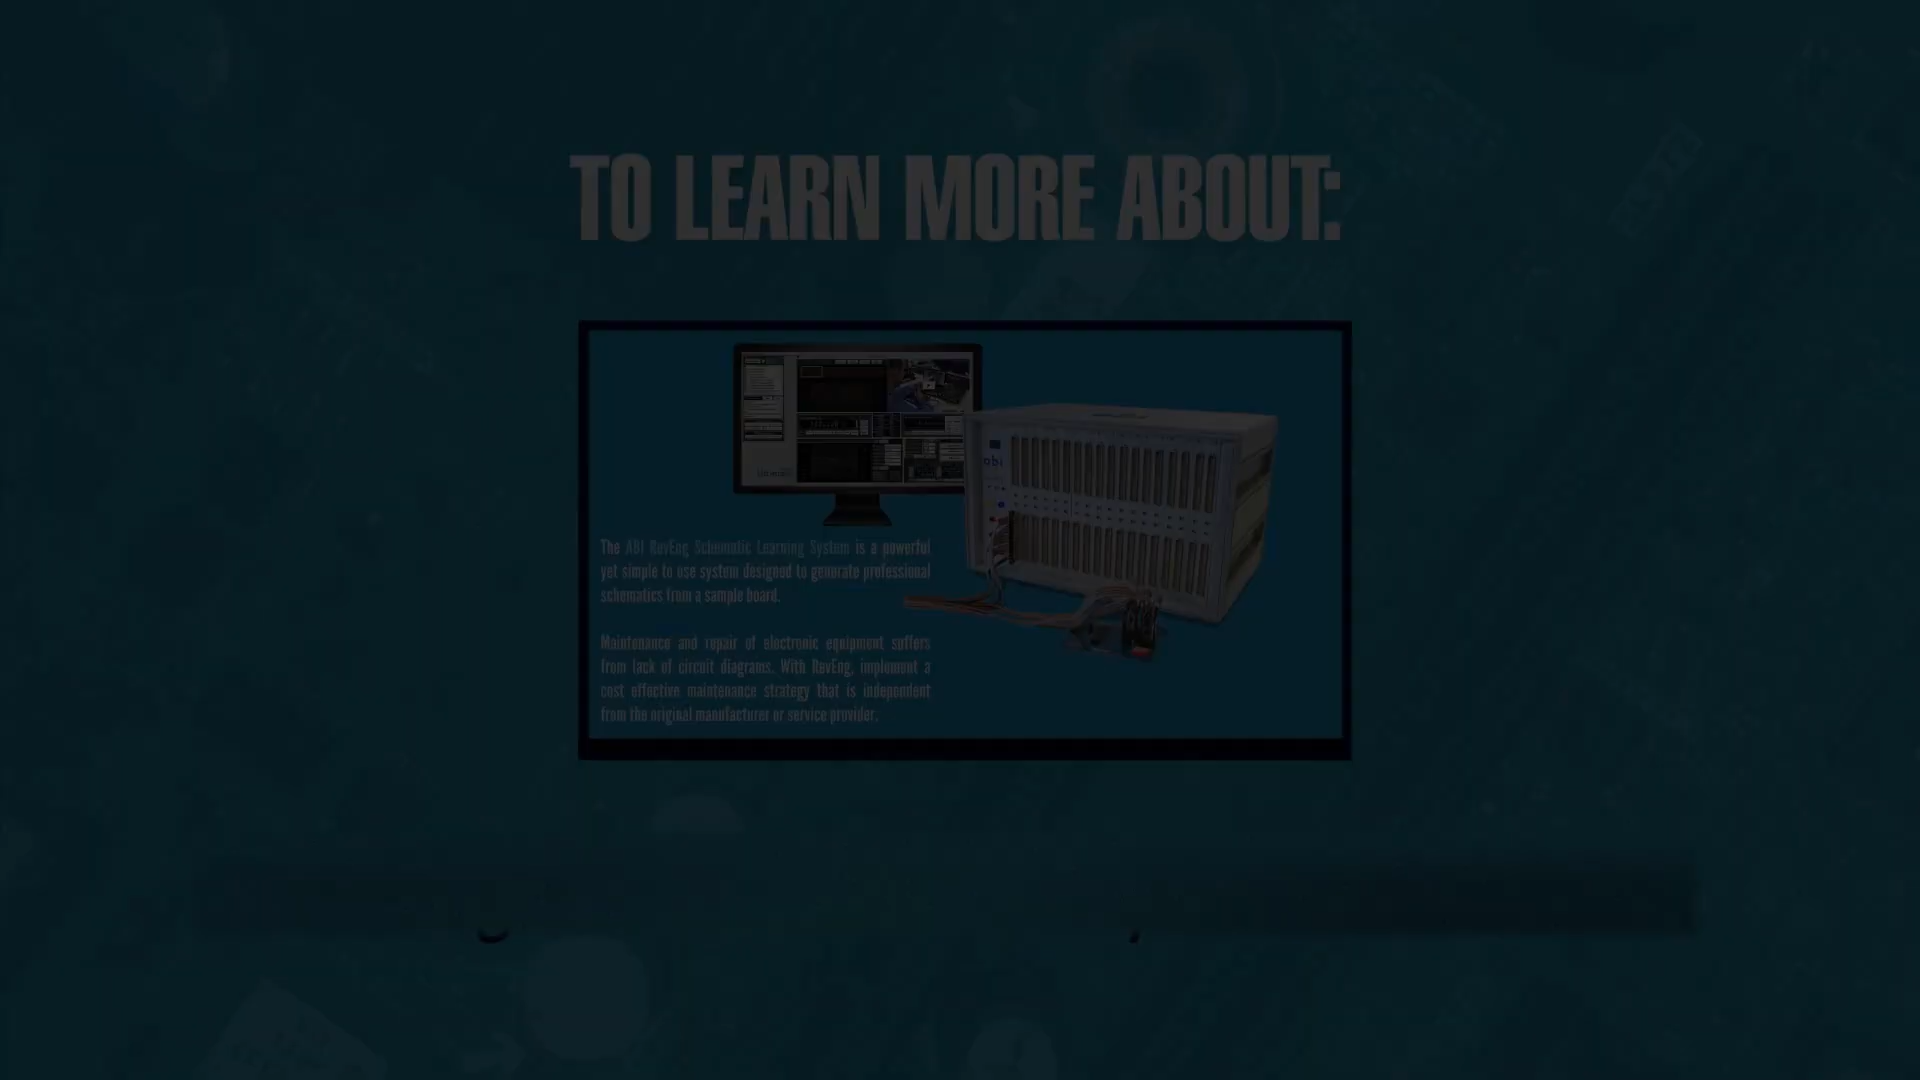 TO LEARN MORE ABOUT:
abi
The ABI RevEng Schematic Learning System is a powerful
yet simple to use system designed to generate professional
schematics from a sample board.
Maintenance and repair of electronic equipment suffers
from lack of circuit diagrams. With RevEng, implement a
cost effective maintenance strategy that is independent
from the original manufacturer or service provider.